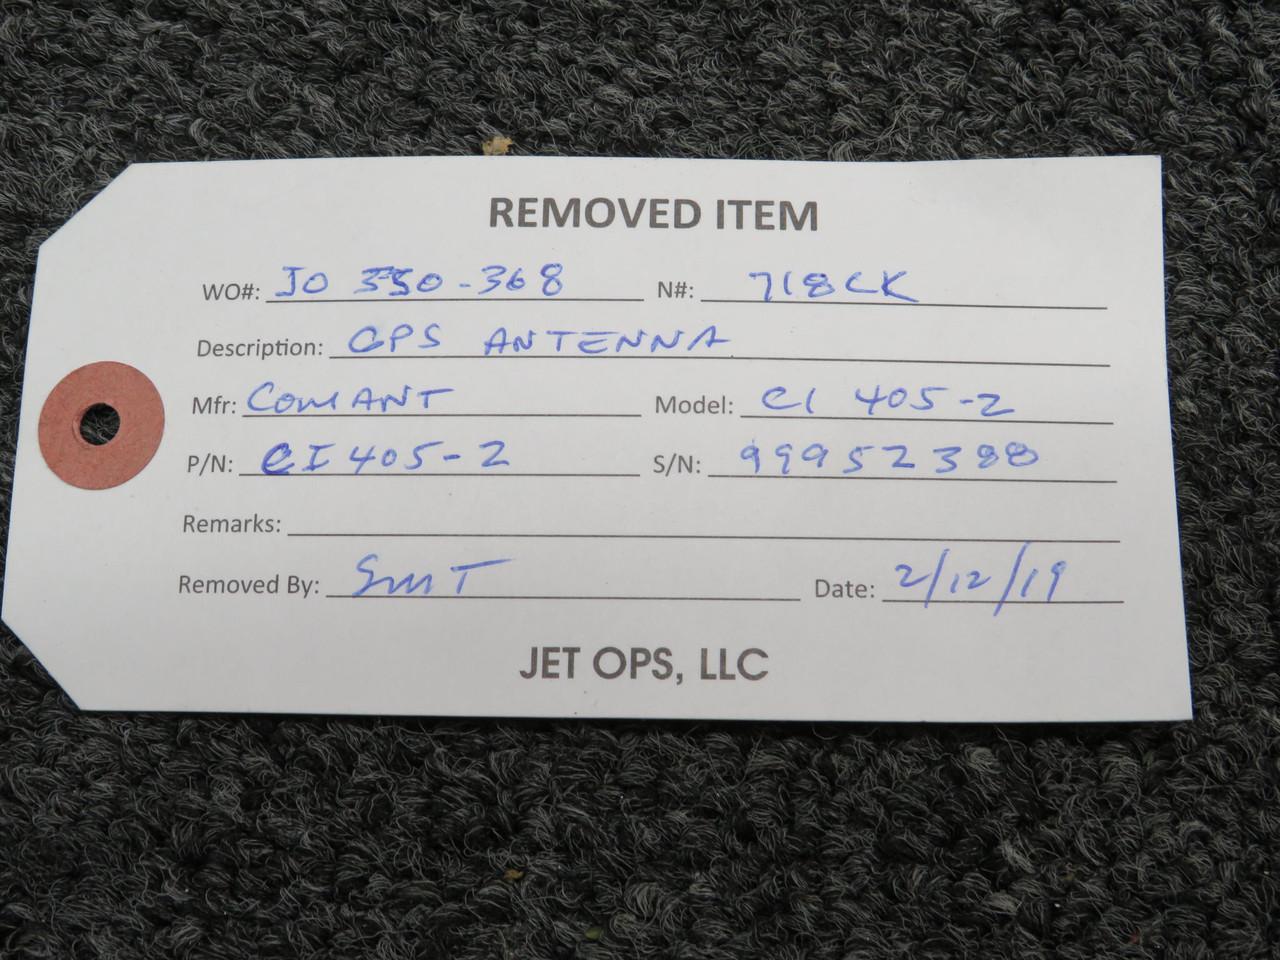 REMOVED ITEM
WO#: JO 350-368 N#: 718CK
Description: GPS ANTENNA
Mfr: COMANT Model: CI 405-2
P/N: CI 405-2 S/N: 99952388
Remarks:
Removed By: SMT Date: 2/12/19
JET OPS, LLC